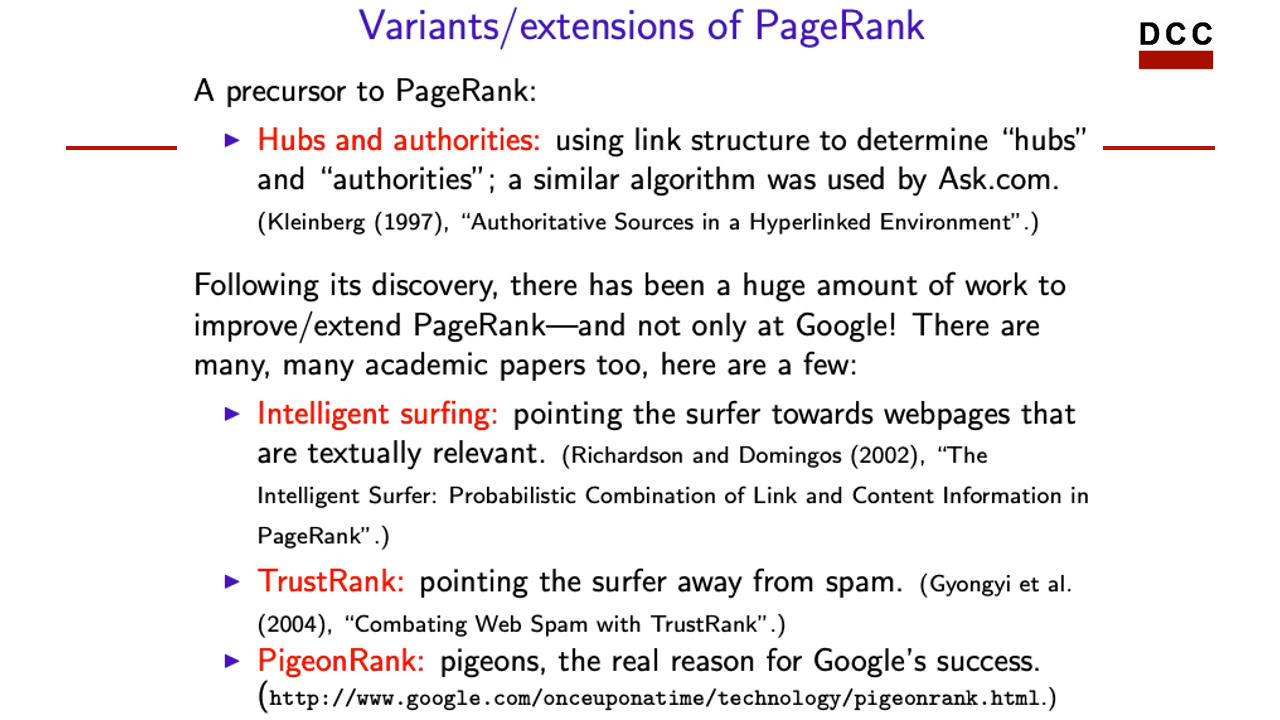 Variants/extensions of PageRank
DCC
A precursor to PageRank:
▶ Hubs and authorities: using link structure to determine “hubs”
and “authorities”; a similar algorithm was used by Ask.com.
(Kleinberg (1997), “Authoritative Sources in a Hyperlinked Environment”.)
Following its discovery, there has been a huge amount of work to
improve/extend PageRank—and not only at Google! There are
many, many academic papers too, here are a few:
▶ Intelligent surfing: pointing the surfer towards webpages that
are textually relevant. (Richardson and Domingos (2002), “The
Intelligent Surfer: Probabilistic Combination of Link and Content Information in
PageRank”.)
▶ TrustRank: pointing the surfer away from spam. (Gyongyi et al.
(2004), “Combating Web Spam with TrustRank”.)
▶ PigeonRank: pigeons, the real reason for Google’s success.
(http://www.google.com/onceuponatime/technology/pigeonrank.html.)